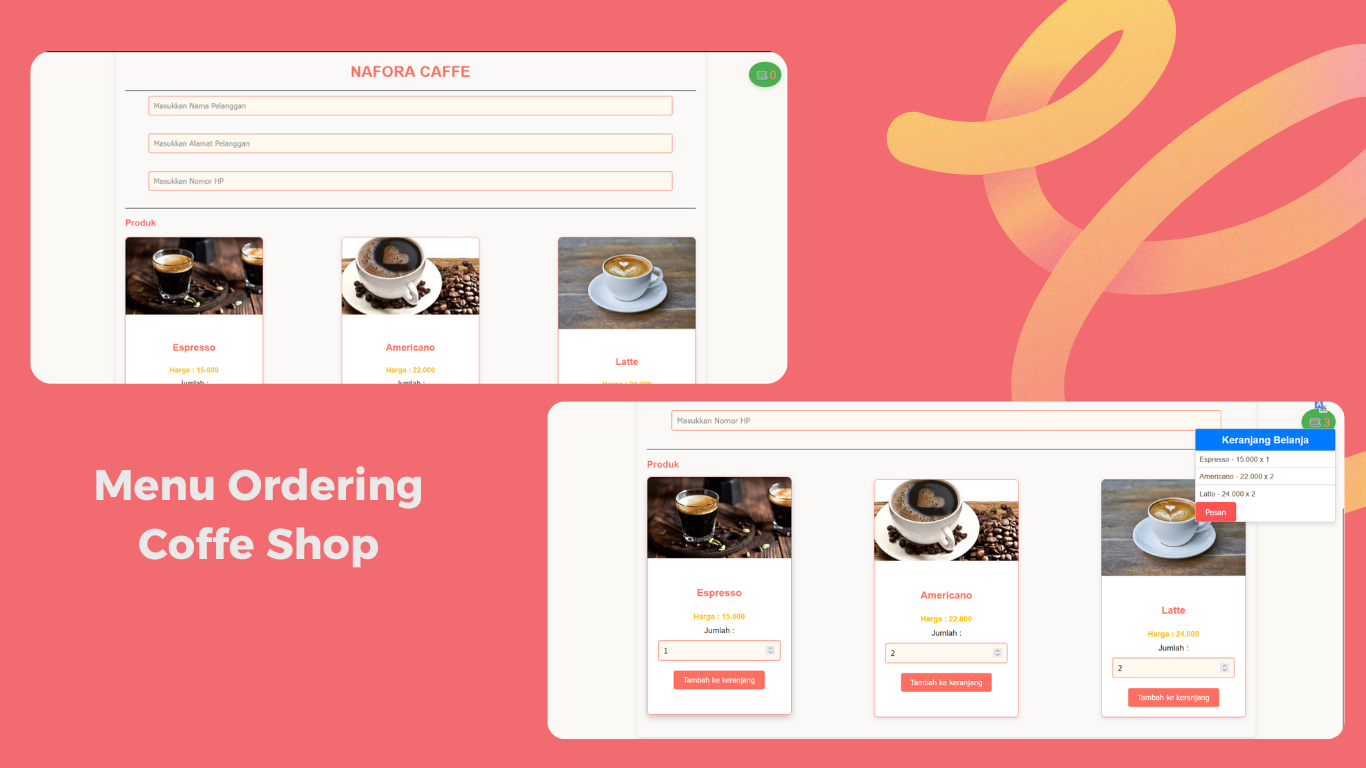 NAFORA CAFFE
0
Masukkan Nama Pelanggan
Masukkan Alamat Pelanggan
Masukkan Nomor HP
Produk
Espresso
Harga : 15.000
Jumlah :
Americano
Harga : 22.000
Jumlah :
Latte
Menu Ordering
Coffe Shop
Masukkan Nomor HP
3
Keranjang Belanja
Espresso - 15.000 x 1
Americano - 22.000 x 2
Latte - 24.000 x 2
Pesan
Produk
Espresso
Harga : 15.000
Jumlah :
1
Tambah ke keranjang
Americano
Harga : 22.000
Jumlah :
2
Tambah ke keranjang
Latte
Harga : 24.000
Jumlah :
2
Tambah ke keranjang